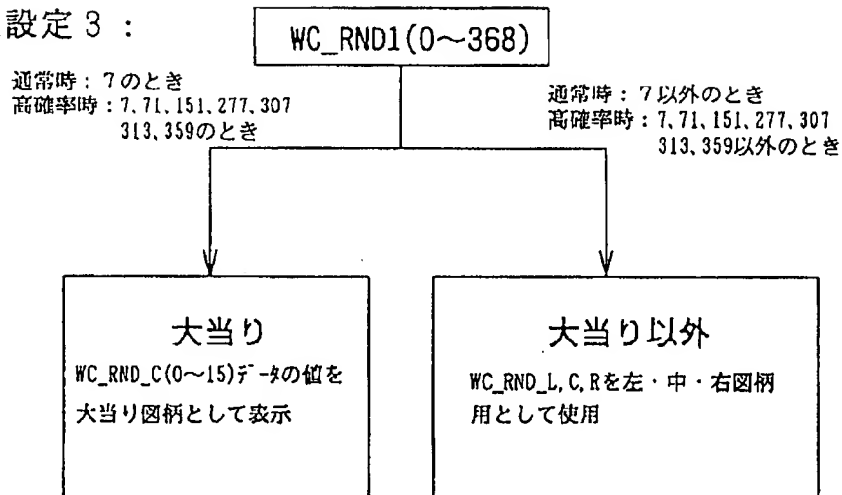 設定3：
WC_RND1(0〜368)
通常時：7のとき
高確率時：7,71,151,277,307
313,359のとき
通常時：7以外のとき
高確率時：7,71,151,277,307
313,359以外のとき
大当り
WC_RND_C(0〜15)ﾃﾞｰﾀの値を
大当り図柄として表示
大当り以外
WC_RND_L,C,Rを左・中・右図柄
用として使用